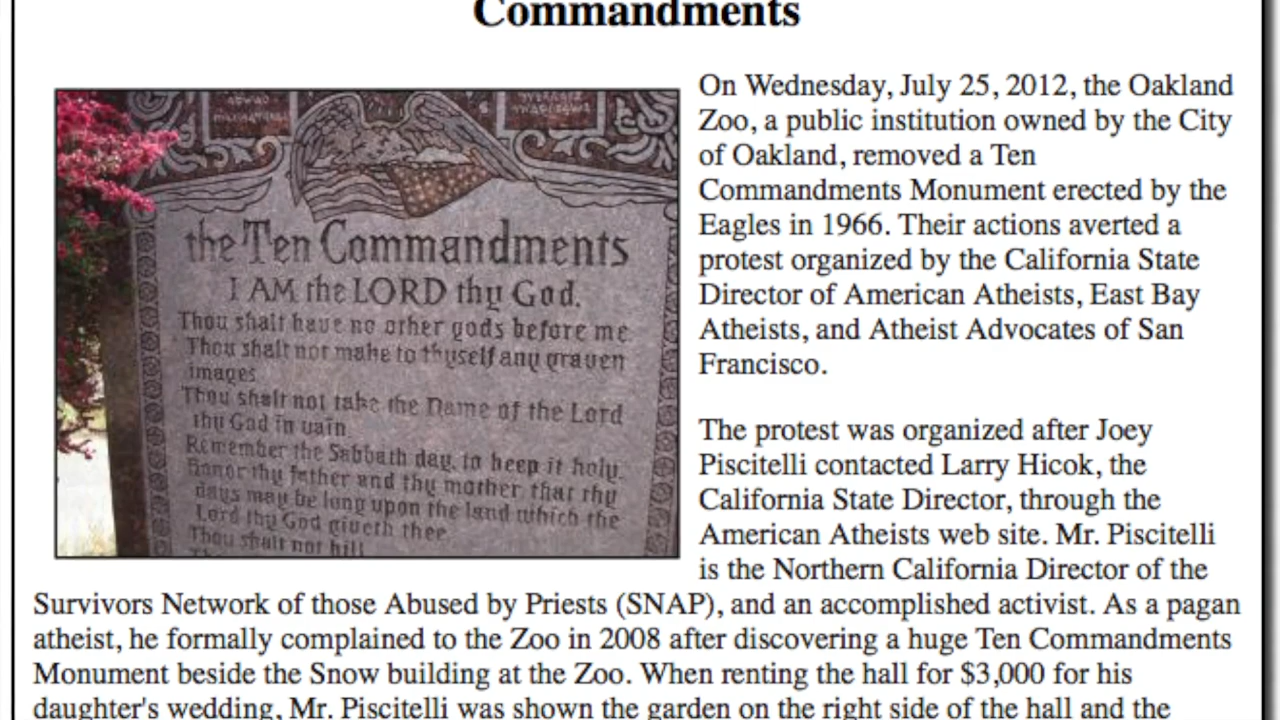 Commandments
the Ten Commandments
I AM the LORD thy God.
Thou shalt have no other gods before me.
Thou shalt not make to thyself any graven
images.
Thou shalt not take the Name of the Lord
thy God in vain.
Remember the Sabbath day, to keep it holy.
Honor thy father and thy mother that thy
days may be long upon the land which the
Lord thy God giveth thee.
Thou shalt not kill
On Wednesday, July 25, 2012, the Oakland
Zoo, a public institution owned by the City
of Oakland, removed a Ten
Commandments Monument erected by the
Eagles in 1966. Their actions averted a
protest organized by the California State
Director of American Atheists, East Bay
Atheists, and Atheist Advocates of San
Francisco.
The protest was organized after Joey
Piscitelli contacted Larry Hicok, the
California State Director, through the
American Atheists web site. Mr. Piscitelli
is the Northern California Director of the
Survivors Network of those Abused by Priests (SNAP), and an accomplished activist. As a pagan
atheist, he formally complained to the Zoo in 2008 after discovering a huge Ten Commandments
Monument beside the Snow building at the Zoo. When renting the hall for $3,000 for his
daughter's wedding, Mr. Piscitelli was shown the garden on the right side of the hall and the